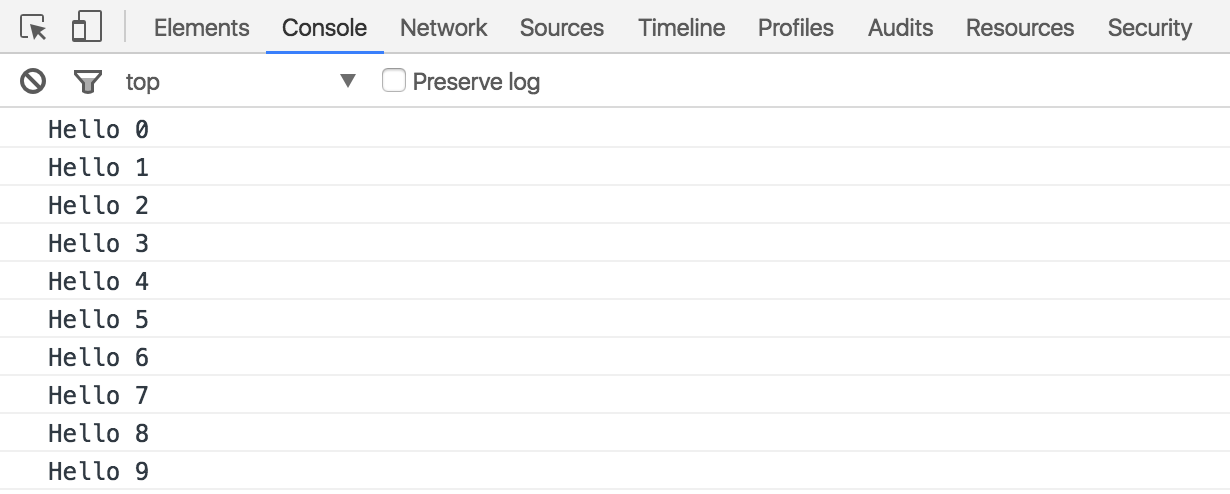 Elements Console Network Sources Timeline Profiles Audits Resources Security
top Preserve log
Hello 0
Hello 1
Hello 2
Hello 3
Hello 4
Hello 5
Hello 6
Hello 7
Hello 8
Hello 9